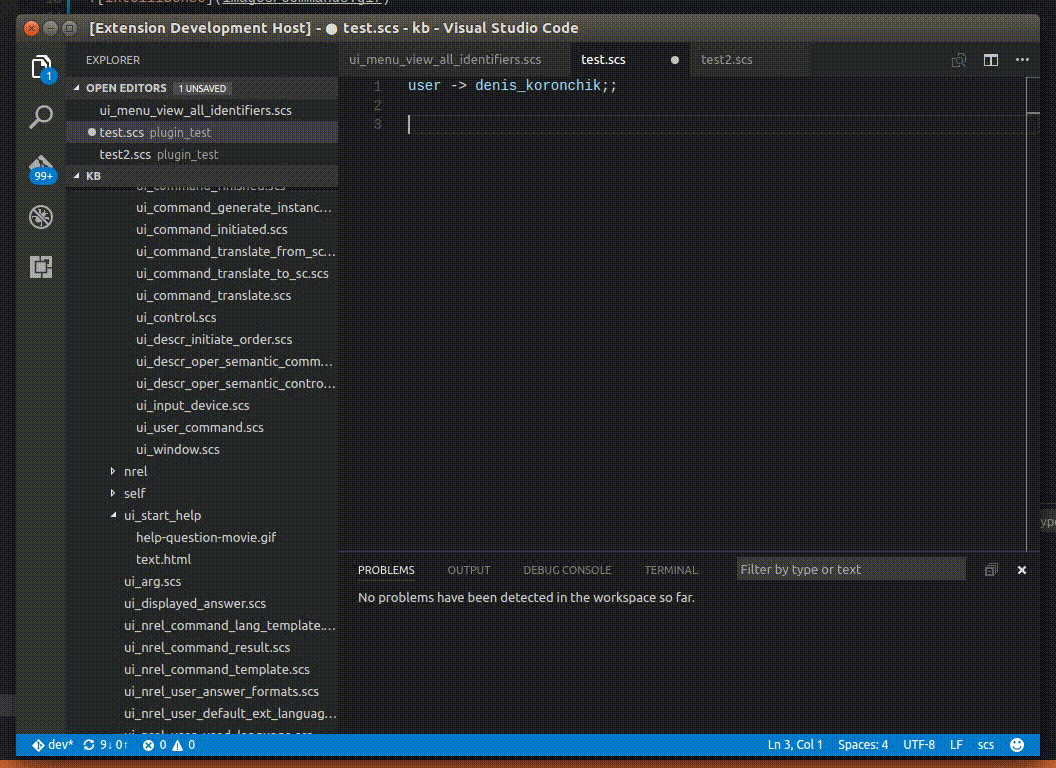 [Extension Development Host] - ● test.scs - kb - Visual Studio Code
EXPLORER
1
99+
OPEN EDITORS 1 UNSAVED
ui_menu_view_all_identifiers.scs
test.scs plugin_test
test2.scs plugin_test
KB
ui_command_finished.scs
ui_command_generate_instanc...
ui_command_initiated.scs
ui_command_translate_from_sc...
ui_command_translate_to_sc.scs
ui_command_translate.scs
ui_control.scs
ui_descr_initiate_order.scs
ui_descr_oper_semantic_comm...
ui_descr_oper_semantic_contro...
ui_input_device.scs
ui_user_command.scs
ui_window.scs
nrel
self
ui_start_help
help-question-movie.gif
text.html
ui_arg.scs
ui_displayed_answer.scs
ui_nrel_command_lang_template....
ui_nrel_command_result.scs
ui_nrel_command_template.scs
ui_nrel_user_answer_formats.scs
ui_nrel_user_default_ext_languag...
ui_menu_view_all_identifiers.scs test.scs ● test2.scs ...
1 user -> denis_koronchik;;
2
3
PROBLEMS OUTPUT DEBUG CONSOLE TERMINAL Filter by type or text
No problems have been detected in the workspace so far.
dev* 9↓ 0↑ 0 0 Ln 3, Col 1 Spaces: 4 UTF-8 LF scs